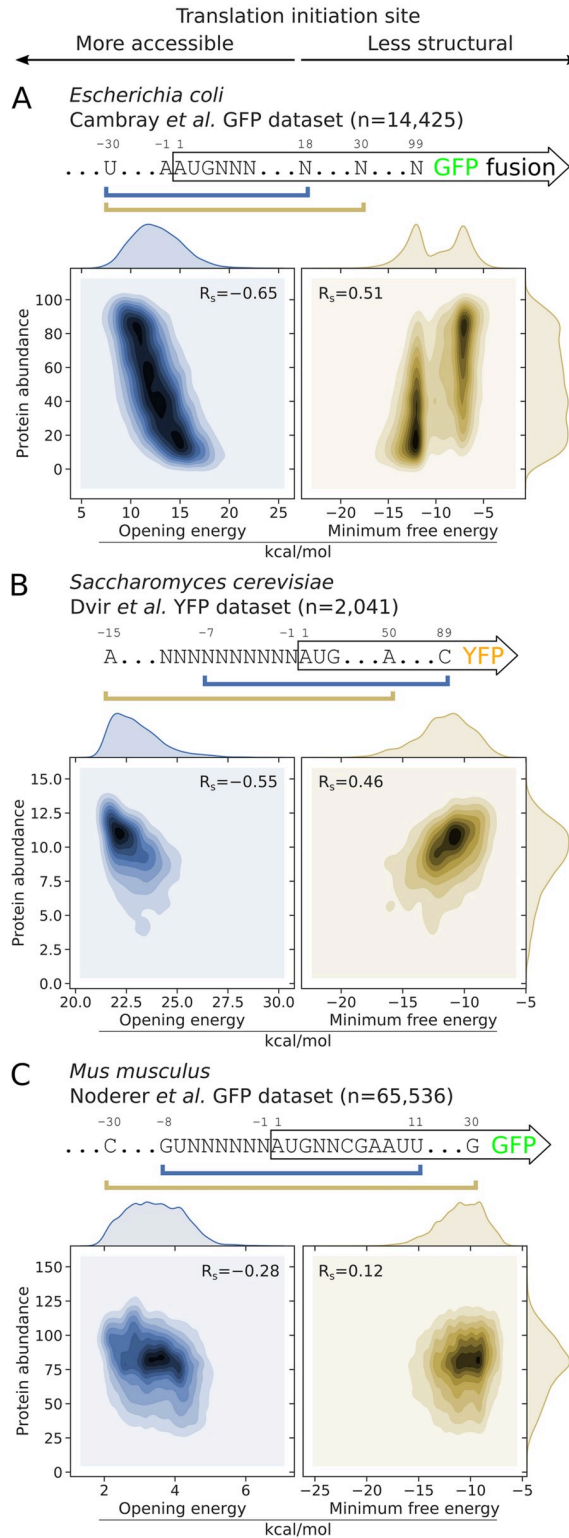 Translation initiation site
More accessible Less structural
A Escherichia coli
Cambray et al. GFP dataset (n=14,425)
−30 −1 1 18 30 99
...U...AAUGNNN...N...N...N GFP fusion
Rs=−0.65 Rs=0.51
Protein abundance
100
80
60
40
20
0
5 10 15 20 25 −20 −15 −10 −5
Opening energy Minimum free energy
kcal/mol
B Saccharomyces cerevisiae
Dvir et al. YFP dataset (n=2,041)
−15 −7 −1 1 50 89
A...NNNNNNNNNNAUG...A...C YFP
Rs=−0.55 Rs=0.46
Protein abundance
15.0
12.5
10.0
7.5
5.0
2.5
0.0
20.0 22.5 25.0 27.5 30.0 −20 −15 −10 −5
Opening energy Minimum free energy
kcal/mol
C Mus musculus
Noderer et al. GFP dataset (n=65,536)
−30 −8 −1 1 11 30
...C...GUNNNNNNAUGNNCGAAUU...G GFP
Rs=−0.28 Rs=0.12
Protein abundance
150
125
100
75
50
25
0
2 4 6 −25 −20 −15 −10 −5
Opening energy Minimum free energy
kcal/mol